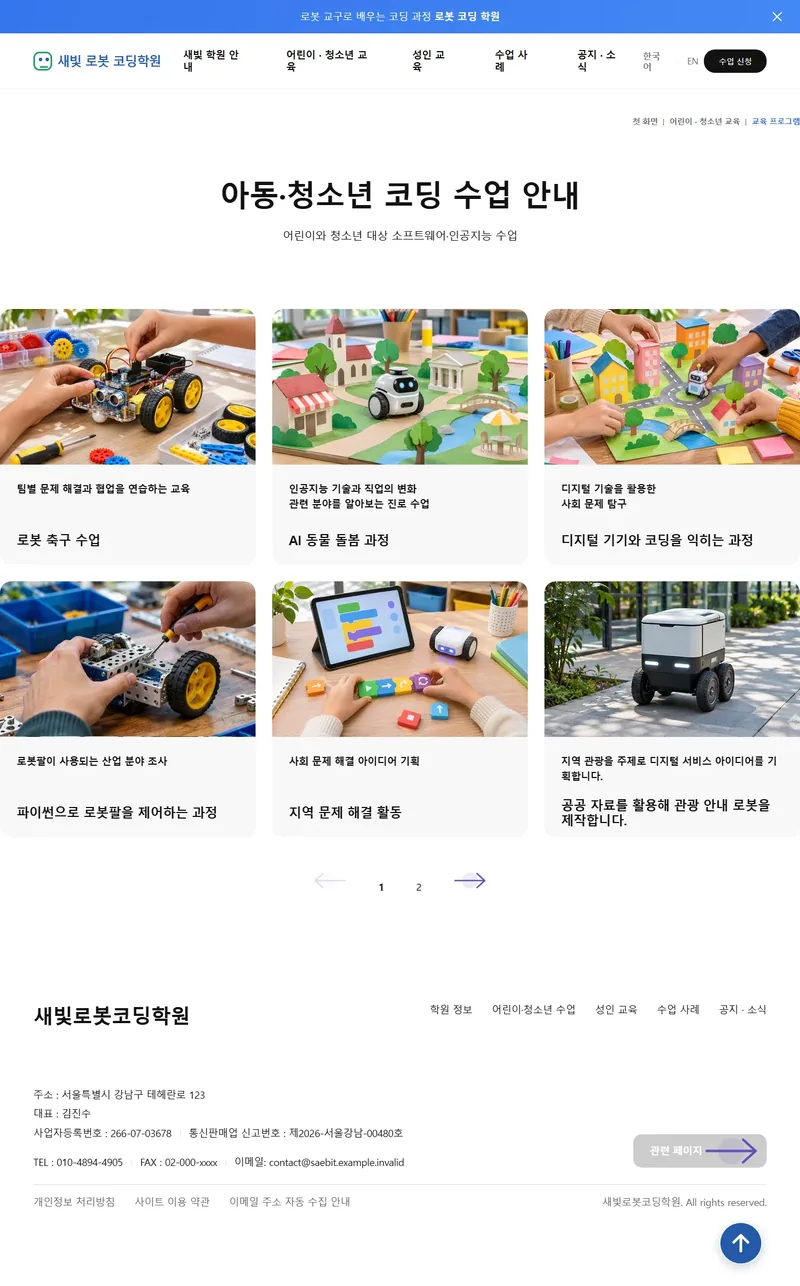 로봇 교구로 배우는 코딩 과정 로봇 코딩 학원
새빛 로봇 코딩학원
새빛 학원 안
내
어린이 · 청소년 교
육
성인 교
육
수업 사
례
공지 · 소
식
한국
어
EN
수업 신청
첫 화면 | 어린이 · 청소년 교육 | 교육 프로그램
아동·청소년 코딩 수업 안내
어린이와 청소년 대상 소프트웨어·인공지능 수업
팀별 문제 해결과 협업을 연습하는 교육
로봇 축구 수업
인공지능 기술과 직업의 변화
관련 분야를 알아보는 진로 수업
AI 동물 돌봄 과정
디지털 기술을 활용한
사회 문제 탐구
디지털 기기와 코딩을 익히는 과정
로봇팔이 사용되는 산업 분야 조사
파이썬으로 로봇팔을 제어하는 과정
사회 문제 해결 아이디어 기획
지역 문제 해결 활동
지역 관광을 주제로 디지털 서비스 아이디어를 기
획합니다.
공공 자료를 활용해 관광 안내 로봇을
제작합니다.
1 2
새빛로봇코딩학원
학원 정보 어린이·청소년 수업 성인 교육 수업 사례 공지 · 소식
주소 : 서울특별시 강남구 테헤란로 123
대표 : 김진수
사업자등록번호 : 266-07-03678 통신판매업 신고번호 : 제2026-서울강남-00480호
TEL : 010-4894-4905 FAX : 02-000-xxxx 이메일: contact@saebit.example.invalid
관련 페이지
개인정보 처리방침 사이트 이용 약관 이메일 주소 자동 수집 안내
새빛로봇코딩학원. All rights reserved.